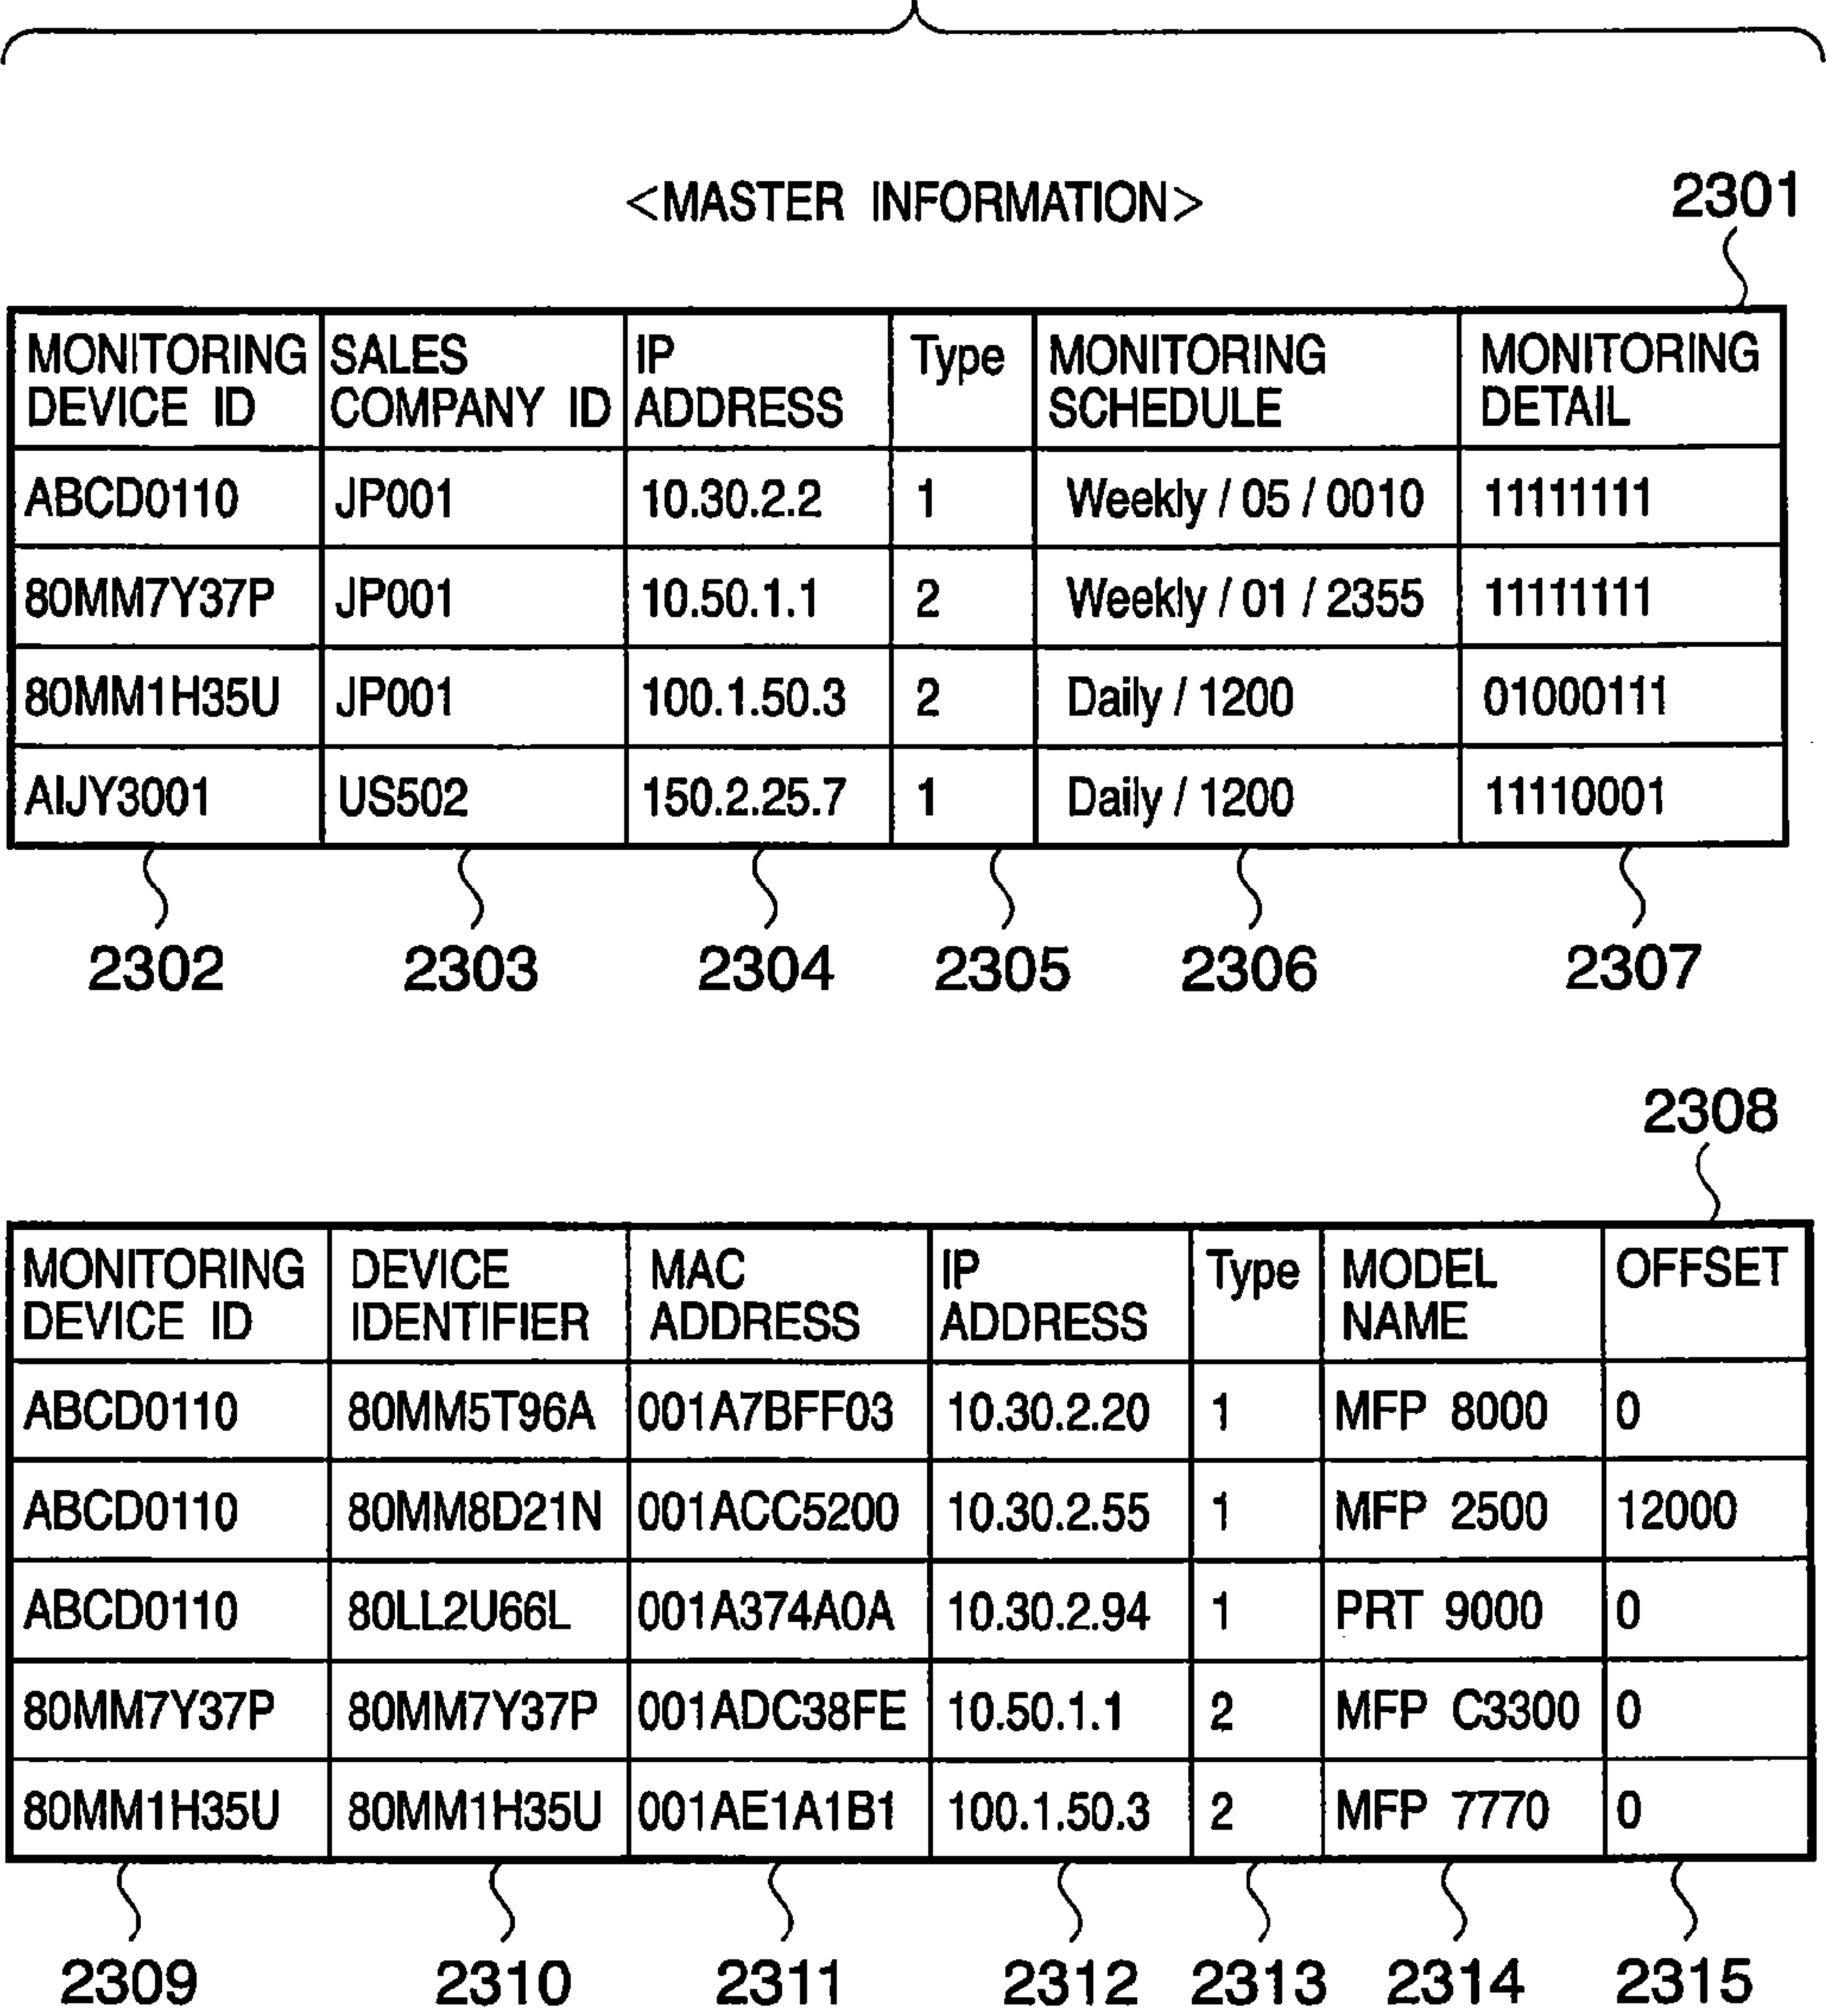 <MASTER INFORMATION>
2301
MONITORING DEVICE ID SALES COMPANY ID IP ADDRESS Type MONITORING SCHEDULE MONITORING DETAIL
ABCD0110 JP001 10.30.2.2 1 Weekly / 05 / 0010 11111111
80MM7Y37P JP001 10.50.1.1 2 Weekly / 01 / 2355 11111111
80MM1H35U JP001 100.1.50.3 2 Daily / 1200 01000111
AIJY3001 US502 150.2.25.7 1 Daily / 1200 11110001
2302 2303 2304 2305 2306 2307
2308
MONITORING DEVICE ID DEVICE IDENTIFIER MAC ADDRESS IP ADDRESS Type MODEL NAME OFFSET
ABCD0110 80MM5T96A 001A7BFF03 10.30.2.20 1 MFP 8000 0
ABCD0110 80MM8D21N 001ACC5200 10.30.2.55 1 MFP 2500 12000
ABCD0110 80LL2U66L 001A374A0A 10.30.2.94 1 PRT 9000 0
80MM7Y37P 80MM7Y37P 001ADC38FE 10.50.1.1 2 MFP C3300 0
80MM1H35U 80MM1H35U 001AE1A1B1 100.1.50.3 2 MFP 7770 0
2309 2310 2311 2312 2313 2314 2315